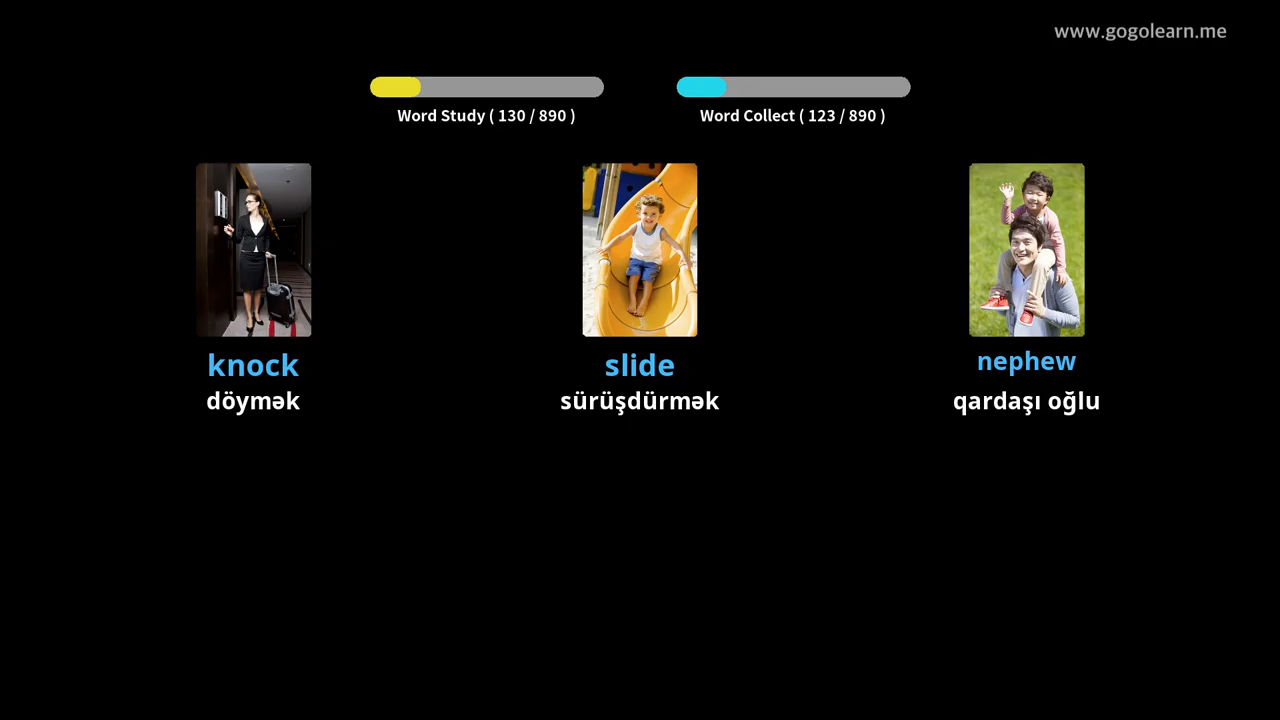 www.gogolearn.me
Word Study ( 130 / 890 )
Word Collect ( 123 / 890 )
knock
döymək
slide
sürüşdürmək
nephew
qardaşı oğlu